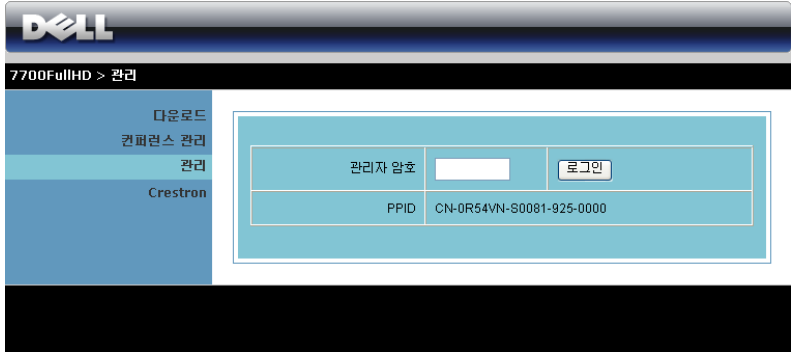 DELL
7700FullHD > 관리
다운로드
컨퍼런스 관리
관리
Crestron
관리자 암호 로그인
PPID CN-0R54VN-S0081-925-0000